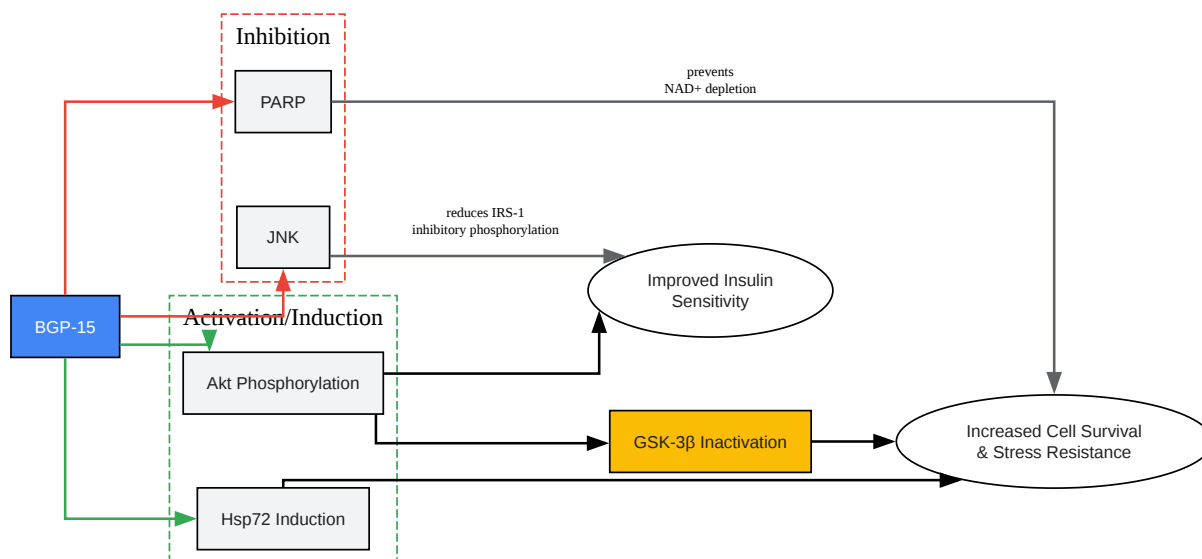 Inhibition
PARP
prevents
NAD+ depletion
JNK
reduces IRS-1
inhibitory phosphorylation
Improved Insulin
Sensitivity
BGP-15
Activation/Induction
Akt Phosphorylation
GSK-3β Inactivation
Increased Cell Survival
& Stress Resistance
Hsp72 Induction